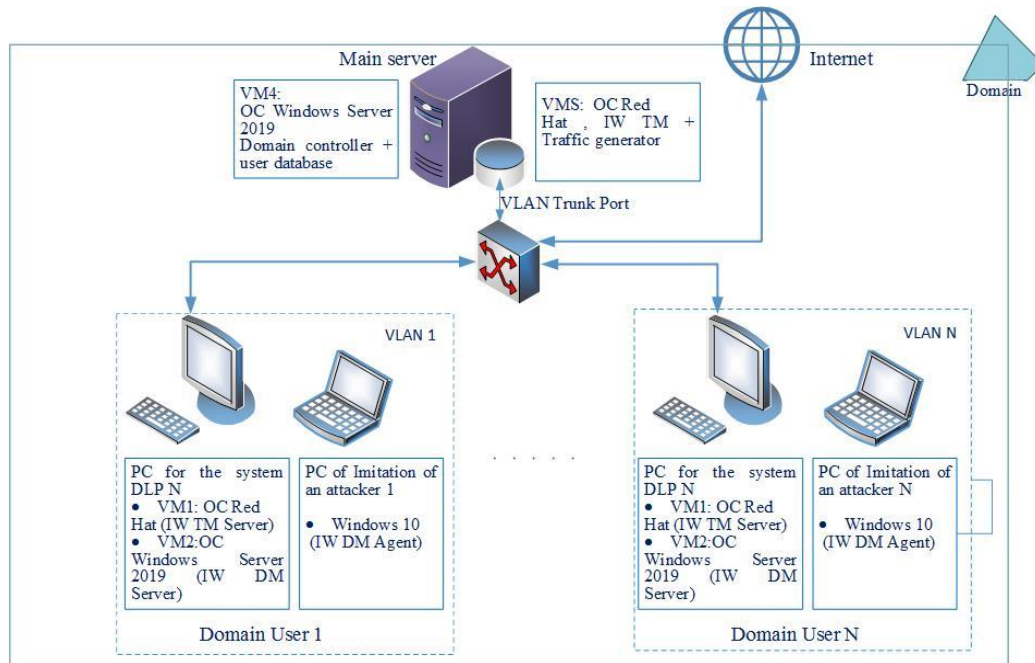 Main server
Internet
Domain
VM4:
OC Windows Server
2019
Domain controller +
user database
VMS: OC Red
Hat , IW TM +
Traffic generator
VLAN Trunk Port
VLAN 1
VLAN N
PC for the system
DLP N
● VM1: OC Red
Hat (IW TM Server)
● VM2:OC
Windows Server
2019 (IW DM
Server)
PC of Imitation of
an attacker 1
● Windows 10
(IW DM Agent)
. . . . .
PC for the system
DLP N
● VM1: OC Red
Hat (IW TM Server)
● VM2:OC
Windows Server
2019 (IW DM
Server)
PC of Imitation of
an attacker N
● Windows 10
(IW DM Agent)
Domain User 1
Domain User N